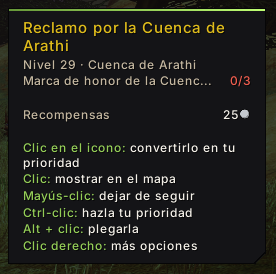 Reclamo por la Cuenca de
Arathi
Nivel 29 · Cuenca de Arathi
Marca de honor de la Cuenc... 0/3
Recompensas 25
Clic en el icono: convertirlo en tu
prioridad
Clic: mostrar en el mapa
Mayús-clic: dejar de seguir
Ctrl-clic: hazla tu prioridad
Alt + clic: plegarla
Clic derecho: más opciones